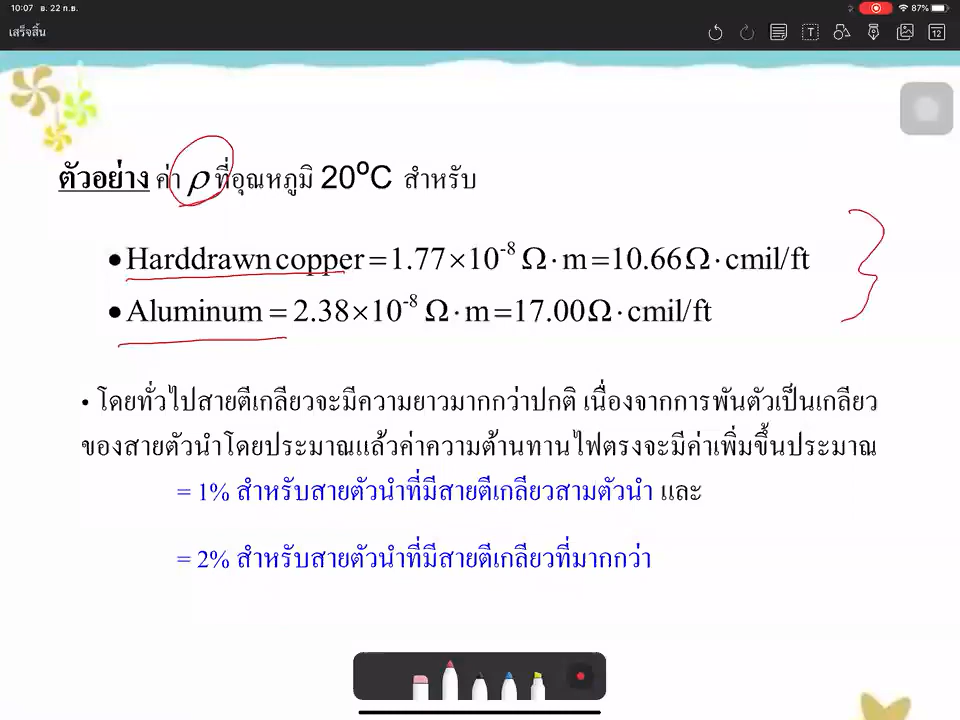 10:07 อ. 22 ก.ย.
87%
เสร็จสิ้น
T
12
ตัวอย่าง ค่า ρ ที่อุณหภูมิ 20⁰C สำหรับ
•Harddrawn copper = 1.77×10⁻⁸ Ω·m = 10.66 Ω·cmil/ft
•Aluminum = 2.38×10⁻⁸ Ω·m = 17.00 Ω·cmil/ft
• โดยทั่วไปสายตีเกลียวจะมีความยาวมากกว่าปกติ เนื่องจากการพันตัวเป็นเกลียว
ของสายตัวนำโดยประมาณแล้วค่าความต้านทานไฟตรงจะมีค่าเพิ่มขึ้นประมาณ
= 1% สำหรับสายตัวนำที่มีสายตีเกลียวสามตัวนำ และ
= 2% สำหรับสายตัวนำที่มีสายตีเกลียวที่มากกว่า